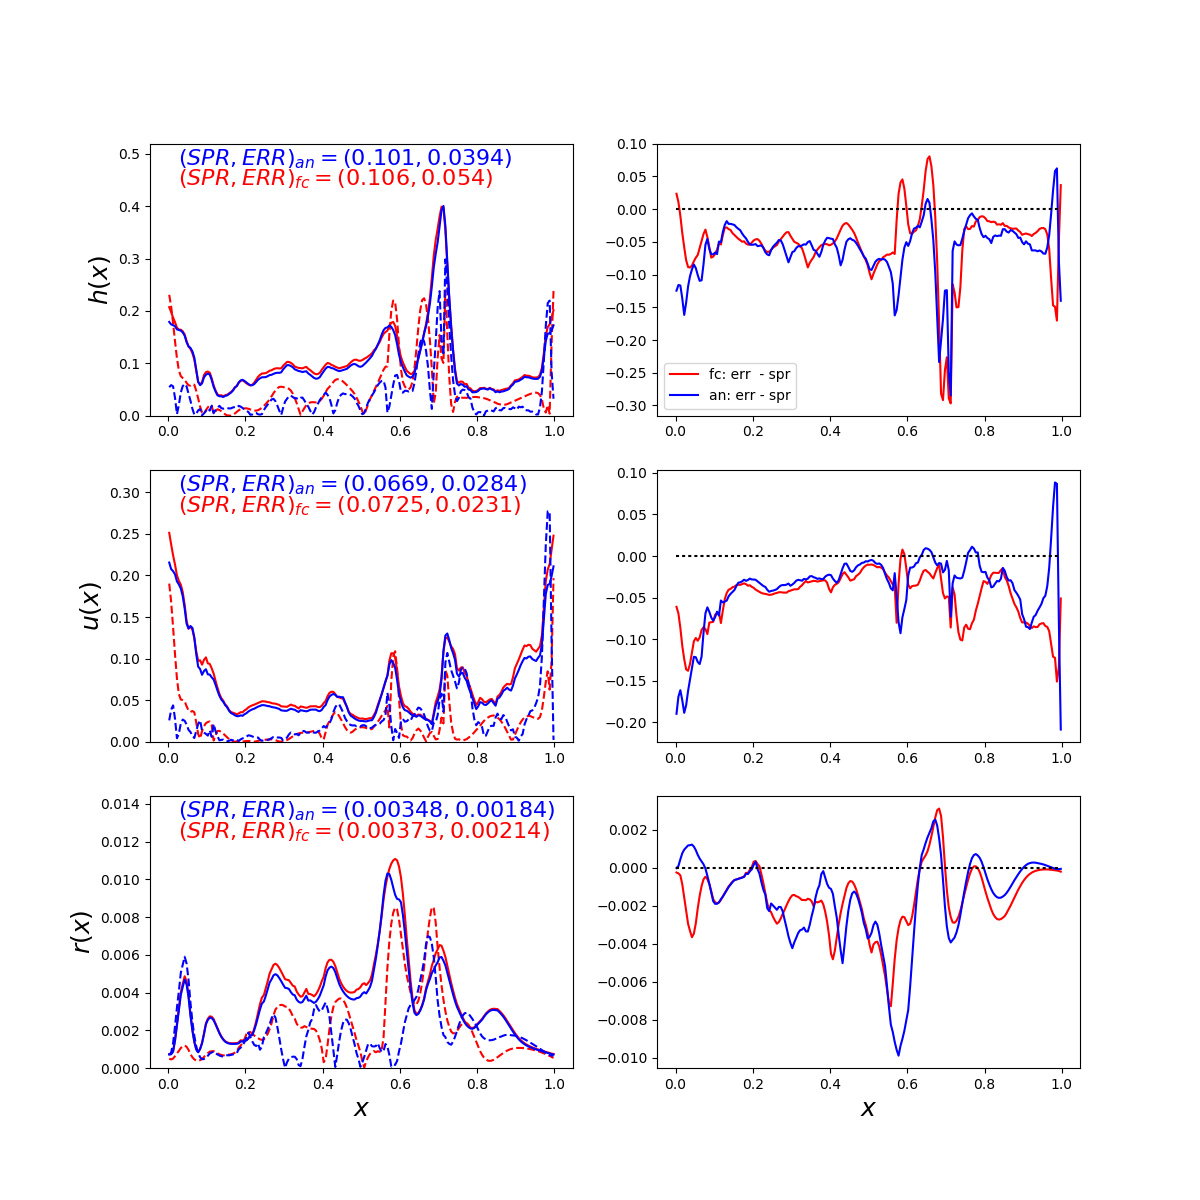 (SPR, ERR)an = (0.101, 0.0394)
(SPR, ERR)fc = (0.106, 0.054)
h(x)
0.5
0.4
0.3
0.2
0.1
0.0
0.0 0.2 0.4 0.6 0.8 1.0
0.10
0.05
0.00
−0.05
−0.10
−0.15
−0.20
−0.25
−0.30
fc: err - spr
an: err - spr
0.0 0.2 0.4 0.6 0.8 1.0
(SPR, ERR)an = (0.0669, 0.0284)
(SPR, ERR)fc = (0.0725, 0.0231)
u(x)
0.30
0.25
0.20
0.15
0.10
0.05
0.00
0.0 0.2 0.4 0.6 0.8 1.0
0.10
0.05
0.00
−0.05
−0.10
−0.15
−0.20
0.0 0.2 0.4 0.6 0.8 1.0
(SPR, ERR)an = (0.00348, 0.00184)
(SPR, ERR)fc = (0.00373, 0.00214)
r(x)
0.014
0.012
0.010
0.008
0.006
0.004
0.002
0.000
0.0 0.2 0.4 0.6 0.8 1.0
x
0.002
0.000
−0.002
−0.004
−0.006
−0.008
−0.010
0.0 0.2 0.4 0.6 0.8 1.0
x